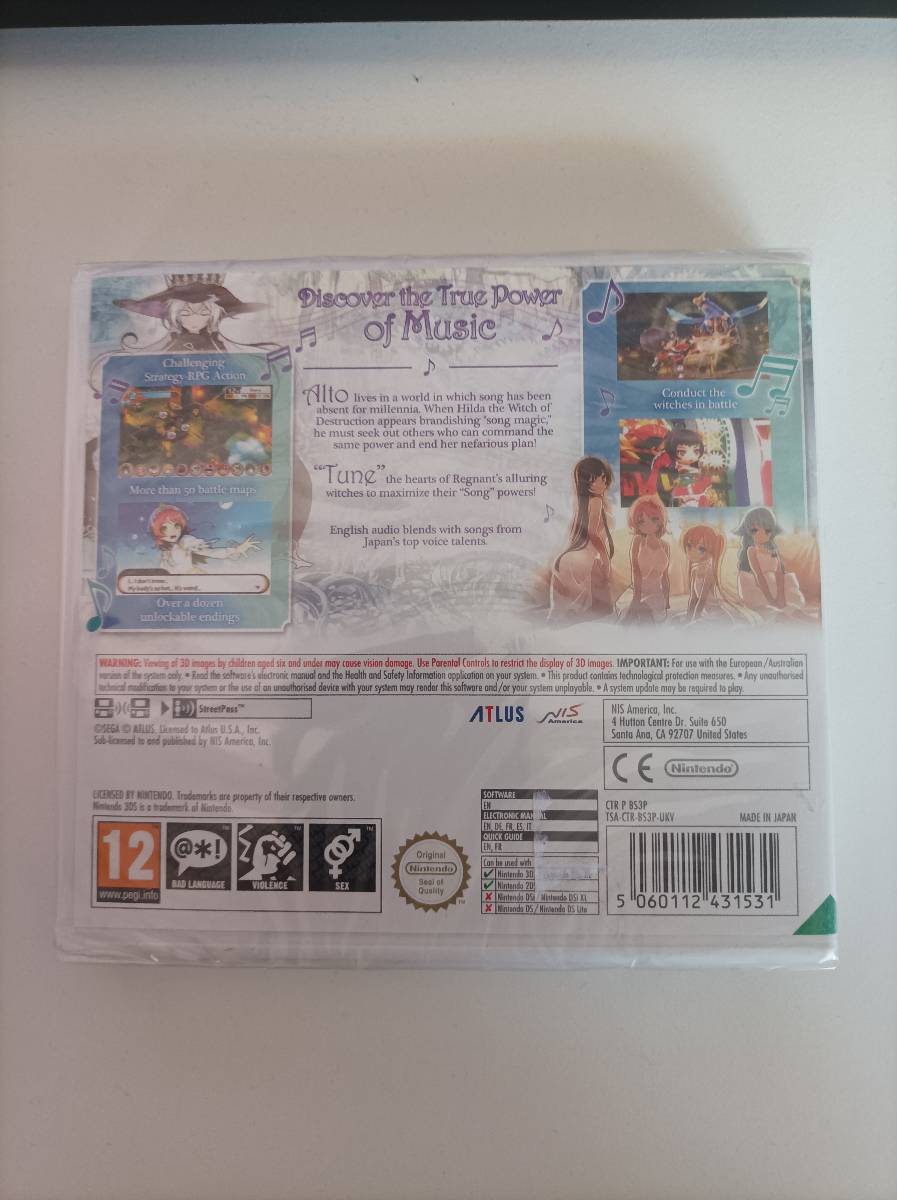 Discover the True Power
of Music
Challenging
Strategy-RPG Action
More than 50 battle maps
I... I don't know...
My body's so hot... It's weird...
Over a dozen
unlockable endings
Alto lives in a world in which song has been
absent for millennia. When Hilda the Witch of
Destruction appears brandishing "song magic,"
he must seek out others who can command the
same power and end her nefarious plan!
"Tune" the hearts of Regnant's alluring
witches to maximize their "Song" powers!
English audio blends with songs from
Japan's top voice talents.
Conduct the
witches in battle
WARNING: Viewing of 3D images by children aged six and under may cause vision damage. Use Parental Controls to restrict the display of 3D images. IMPORTANT: For use with the European/Australian
version of the system only. • Read the software's electronic manual and the Health and Safety Information application on your system. • This product contains technological protection measures. • Any unauthorised
technical modification to your system or the use of an unauthorised device with your system may render this software and/or your system unplayable. • A system update may be required to play.
StreetPass™
©SEGA © ATLUS. Licensed to Atlus U.S.A., Inc.
Sub-licensed to and published by NIS America, Inc.
ATLUS
NIS
America
NIS America, Inc.
4 Hutton Centre Dr. Suite 650
Santa Ana, CA 92707 United States
CE
Nintendo
LICENSED BY NINTENDO. Trademarks are property of their respective owners.
Nintendo 3DS is a trademark of Nintendo.
12
www.pegi.info
BAD LANGUAGE
VIOLENCE
SEX
@*!
Original
Nintendo
Seal of
Quality
SOFTWARE
EN
ELECTRONIC MANUAL
EN, DE, FR, ES, IT
QUICK GUIDE
EN, FR
Can be used with
Nintendo 3D
Nintendo 2D
Nintendo DSi / Nintendo DSi XL
Nintendo DS / Nintendo DS Lite
CTR P BS3P
TSA-CTR-BS3P-UKV
MADE IN JAPAN
5 060112 431531